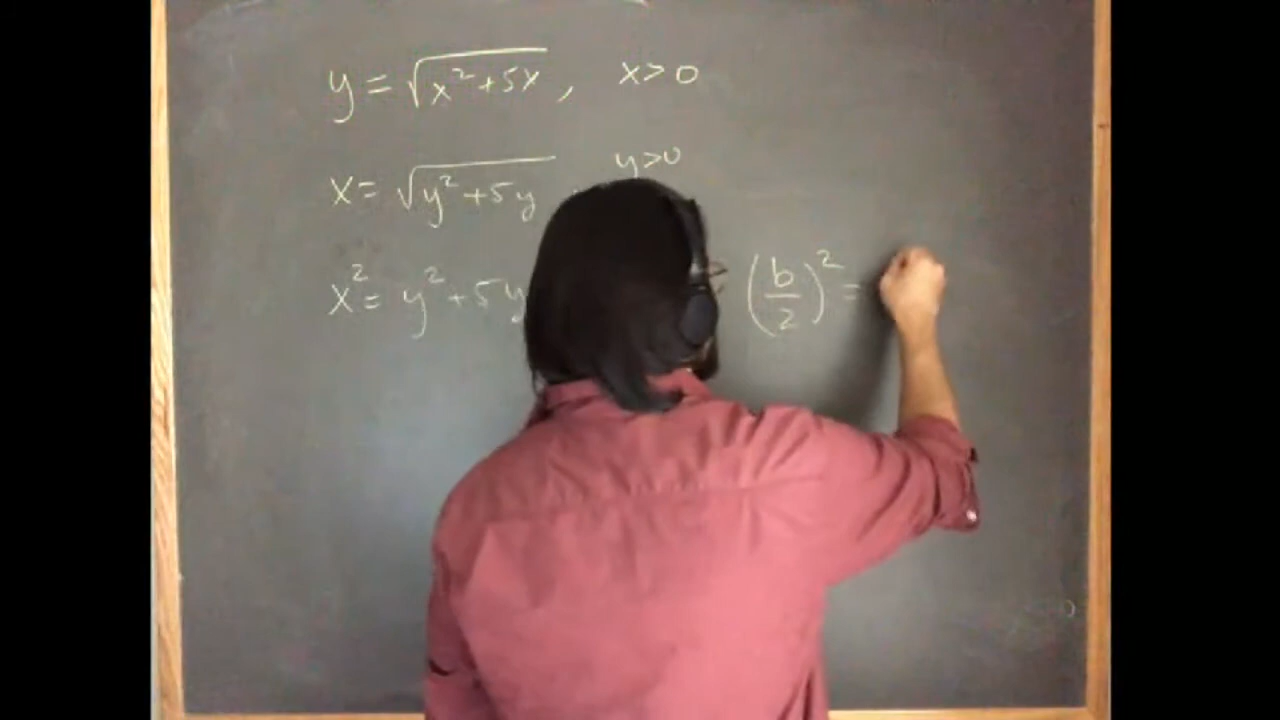 y = √(x² + 5x) , x > 0
x = √(y² + 5y) y > 0
x² = y² + 5y (b/2)² =